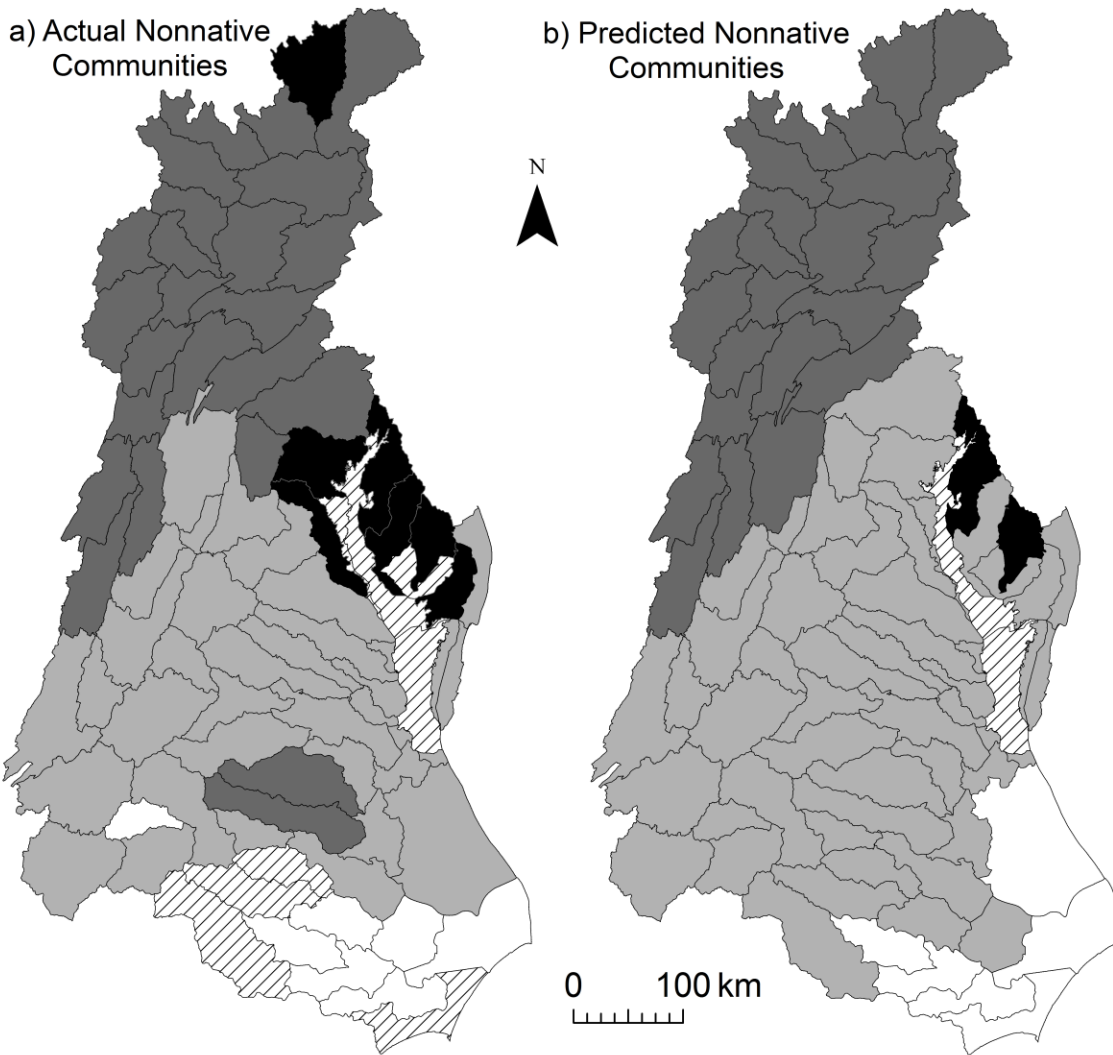 a) Actual Nonnative
Communities
b) Predicted Nonnative
Communities
N
0 100 km